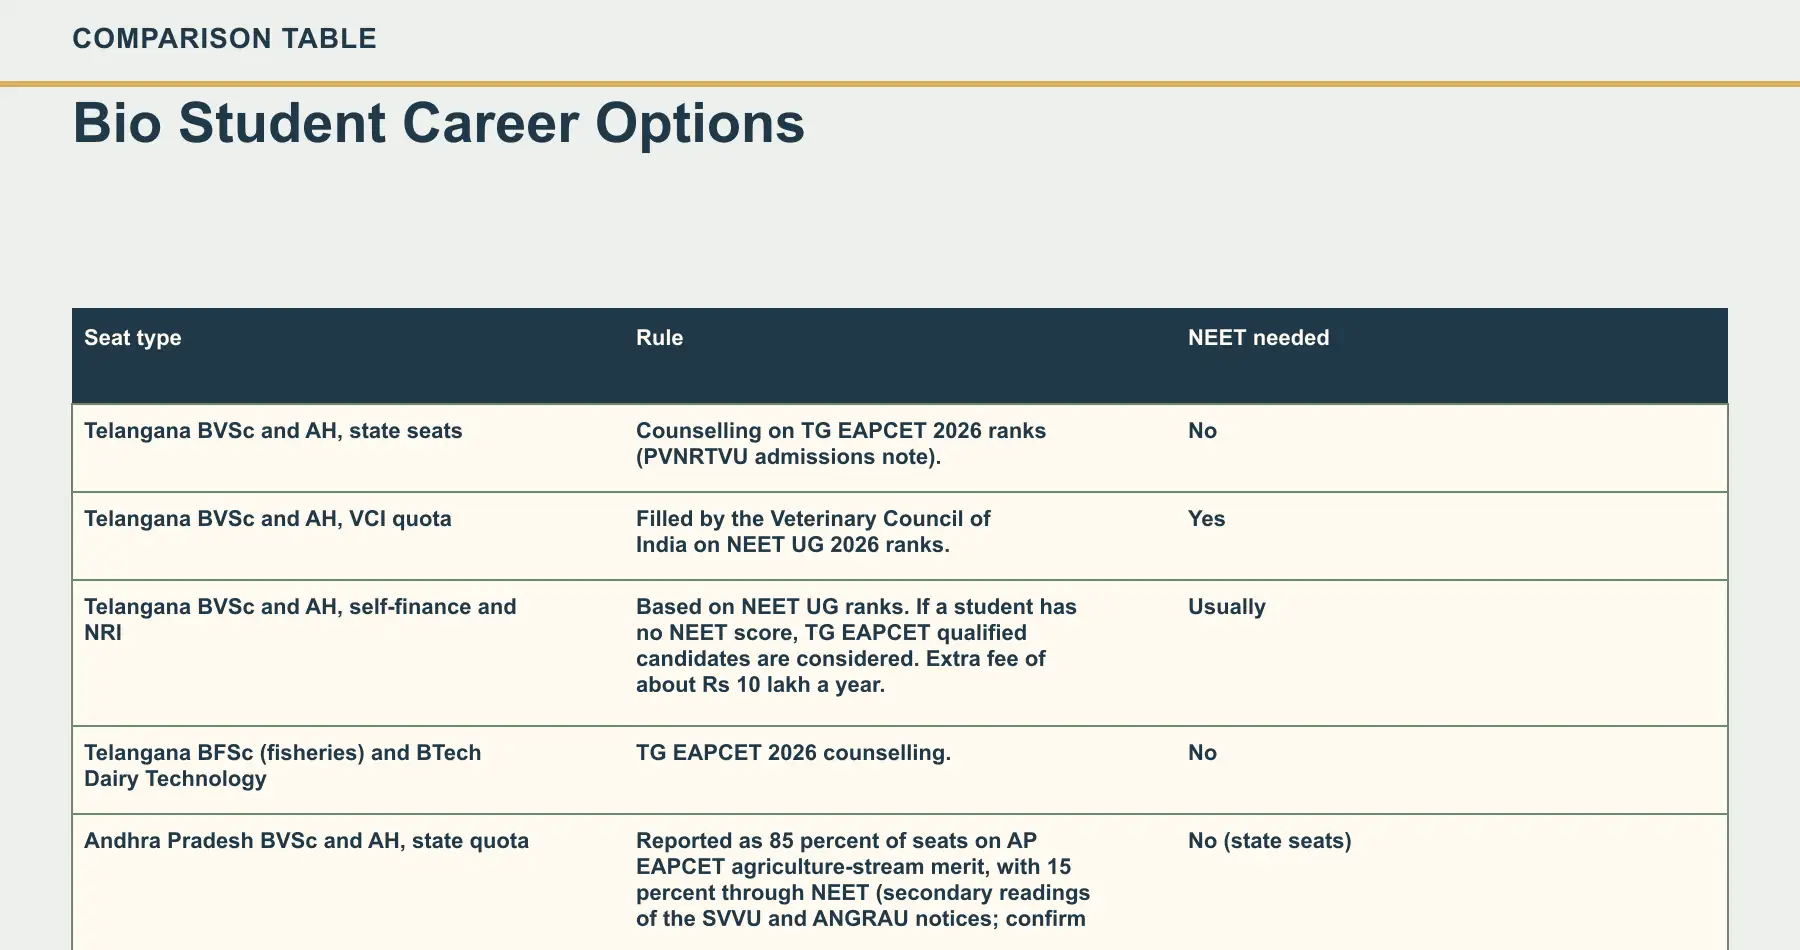 COMPARISON TABLE
Bio Student Career Options
Seat type
Rule
NEET needed
Telangana BVSc and AH, state seats
Counselling on TG EAPCET 2026 ranks
(PVNRTVU admissions note).
No
Telangana BVSc and AH, VCI quota
Filled by the Veterinary Council of
India on NEET UG 2026 ranks.
Yes
Telangana BVSc and AH, self-finance and
NRI
Based on NEET UG ranks. If a student has
no NEET score, TG EAPCET qualified
candidates are considered. Extra fee of
about Rs 10 lakh a year.
Usually
Telangana BFSc (fisheries) and BTech
Dairy Technology
TG EAPCET 2026 counselling.
No
Andhra Pradesh BVSc and AH, state quota
Reported as 85 percent of seats on AP
EAPCET agriculture-stream merit, with 15
percent through NEET (secondary readings
of the SVVU and ANGRAU notices; confirm
No (state seats)